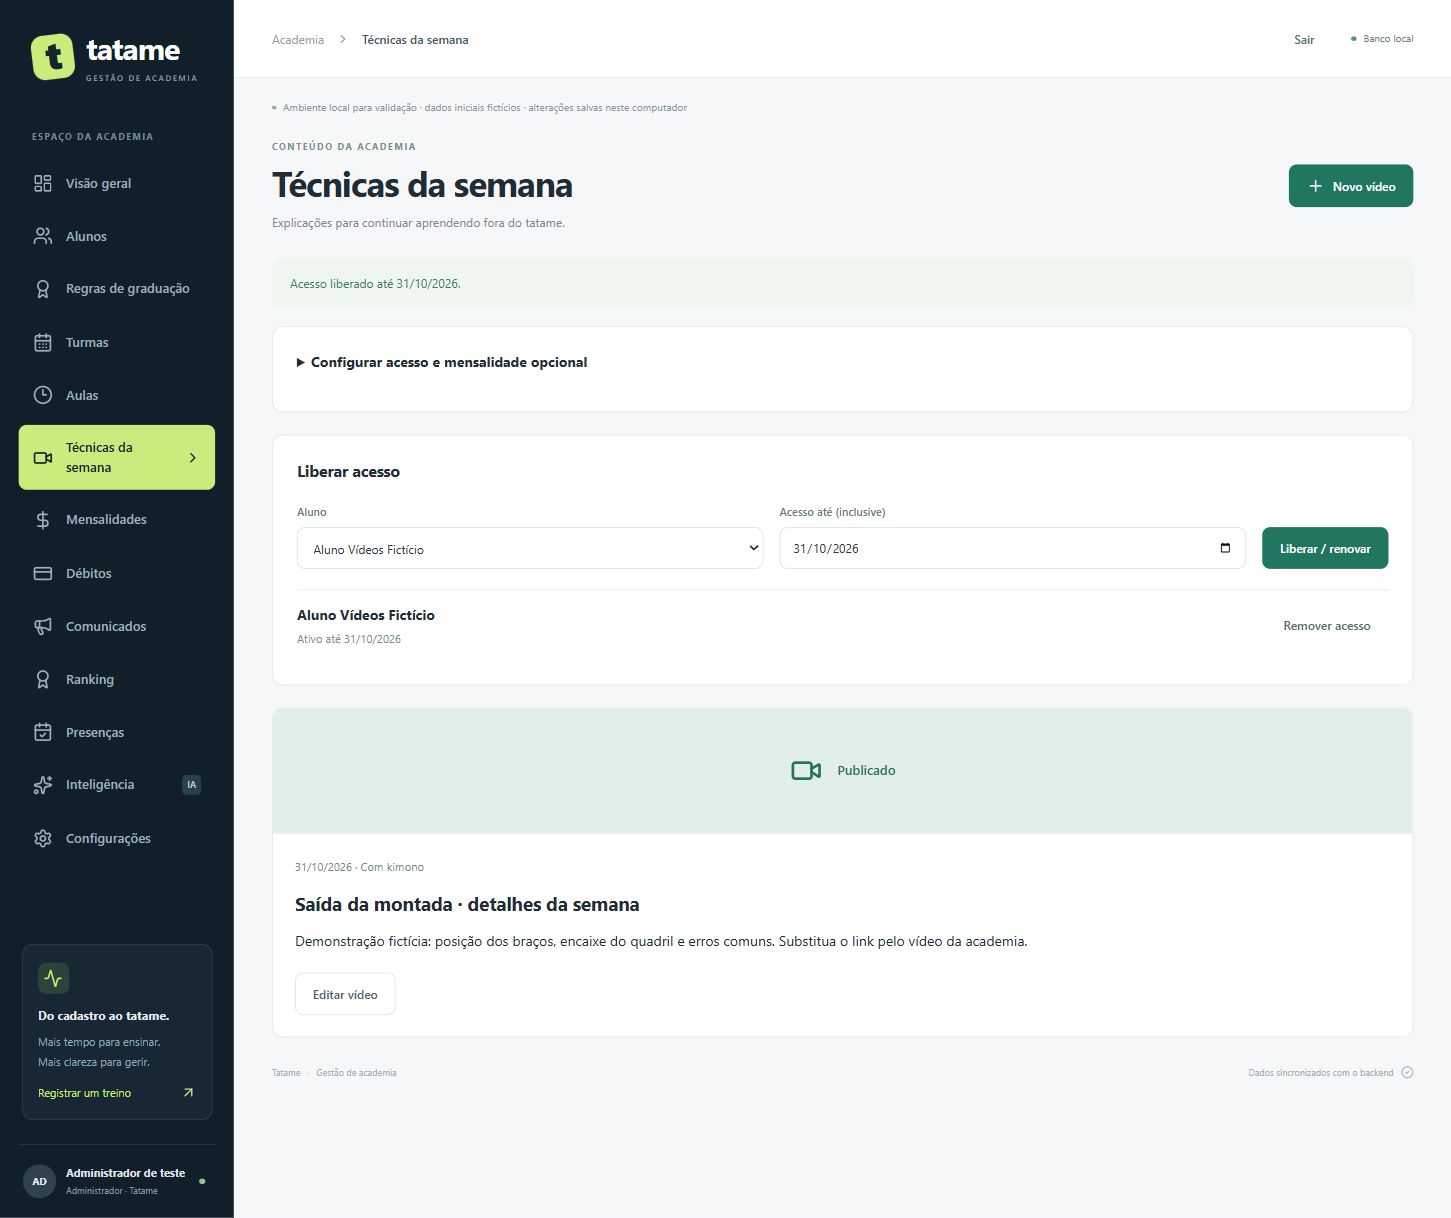 tatame
GESTÃO DE ACADEMIA
ESPAÇO DA ACADEMIA
Visão geral
Alunos
Regras de graduação
Turmas
Aulas
Técnicas da
semana
Mensalidades
Débitos
Comunicados
Ranking
Presenças
Inteligência IA
Configurações
Do cadastro ao tatame.
Mais tempo para ensinar.
Mais clareza para gerir.
Registrar um treino
AD
Administrador de teste
Administrador · Tatame
Academia > Técnicas da semana
Sair
Banco local
Ambiente local para validação · dados iniciais fictícios · alterações salvas neste computador
CONTEÚDO DA ACADEMIA
Técnicas da semana
Explicações para continuar aprendendo fora do tatame.
Novo vídeo
Acesso liberado até 31/10/2026.
Configurar acesso e mensalidade opcional
Liberar acesso
Aluno
Aluno Vídeos Fictício
Acesso até (inclusive)
31/10/2026
Liberar / renovar
Aluno Vídeos Fictício
Ativo até 31/10/2026
Remover acesso
Publicado
31/10/2026 · Com kimono
Saída da montada · detalhes da semana
Demonstração fictícia: posição dos braços, encaixe do quadril e erros comuns. Substitua o link pelo vídeo da academia.
Editar vídeo
Tatame · Gestão de academia
Dados sincronizados com o backend